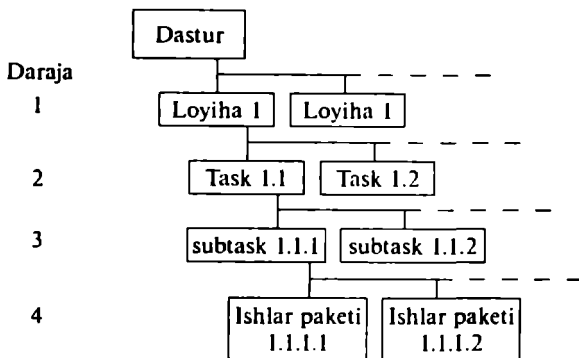 Dastur
Daraja
1
Loyiha 1
Loyiha 1
2
Task 1.1
Task 1.2
3
subtask 1.1.1
subtask 1.1.2
4
Ishlar paketi
1.1.1.1
Ishlar paketi
1.1.1.2